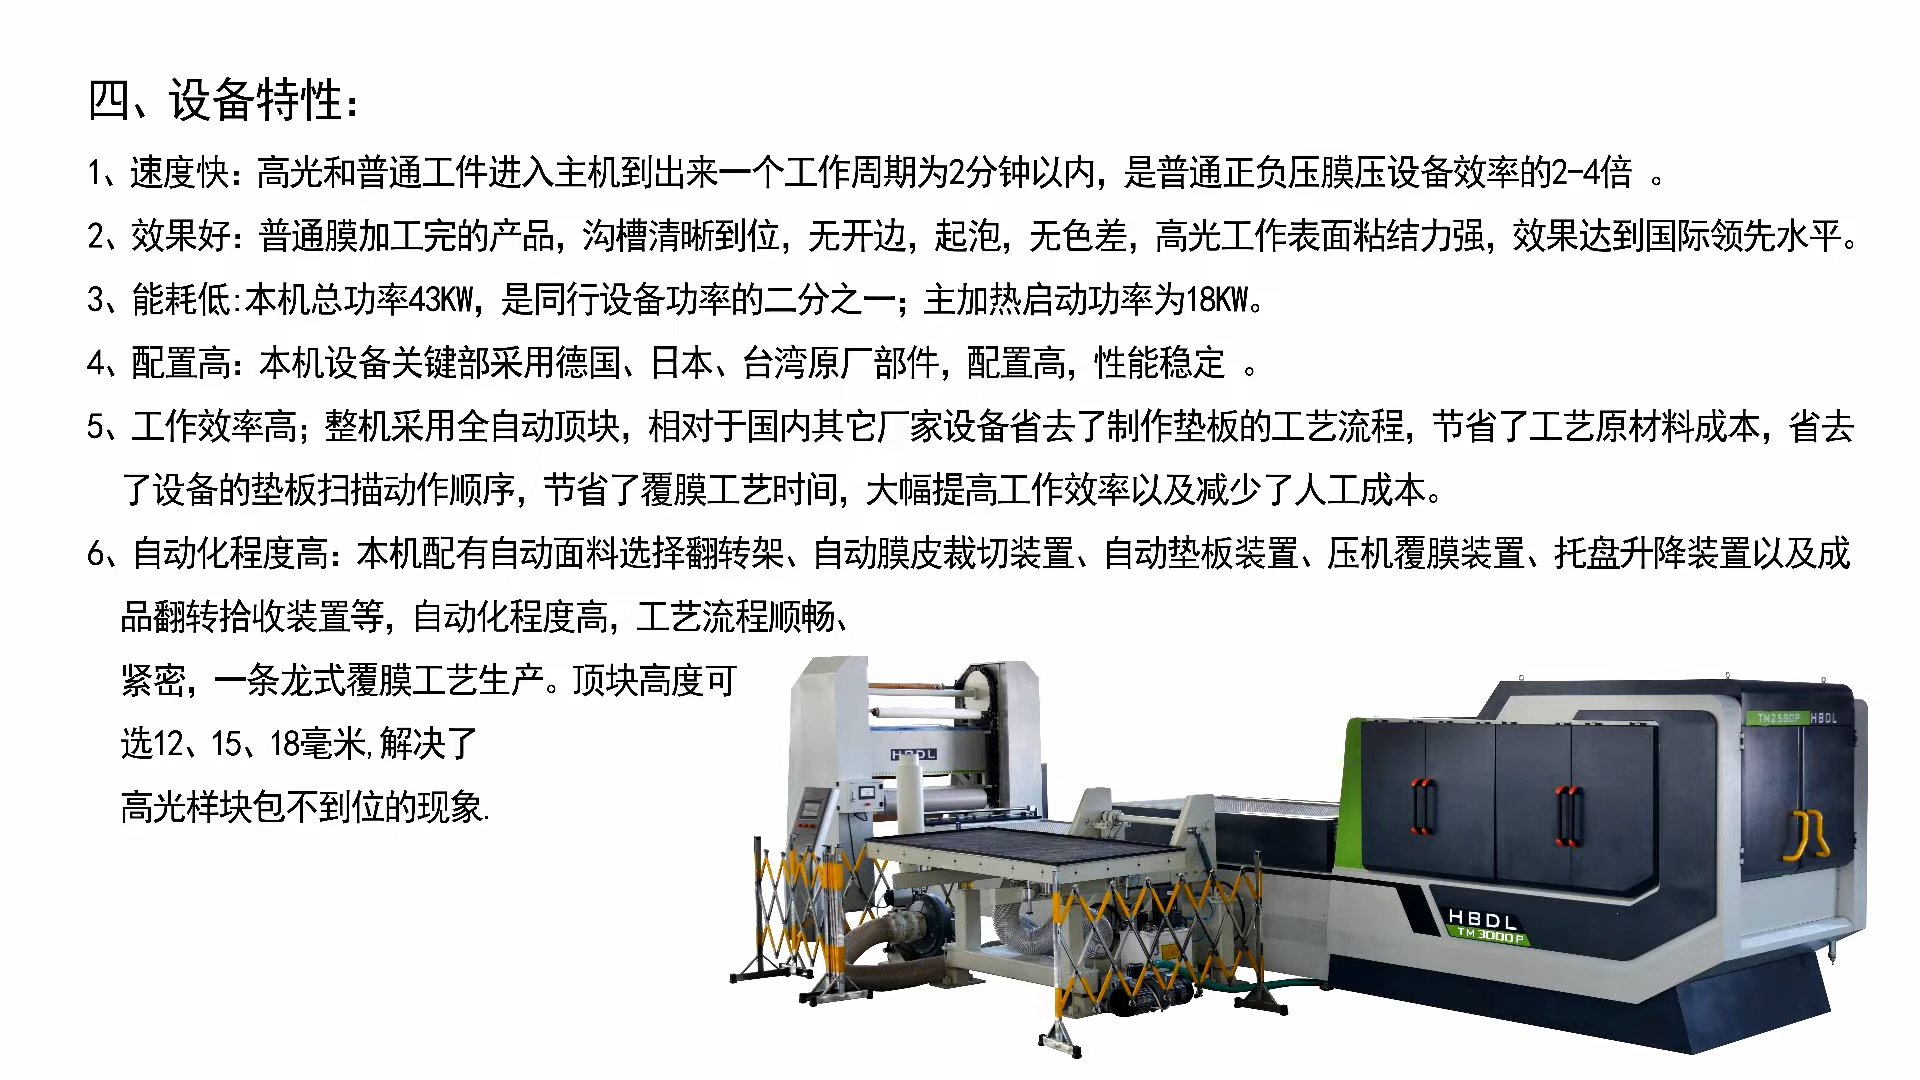 四、设备特性：
1、速度快：高光和普通工件进入主机到出来一个工作周期为2分钟以内，是普通正负压膜压设备效率的2-4倍 。
2、效果好：普通膜加工完的产品，沟槽清晰到位，无开边，起泡，无色差，高光工作表面粘结力强，效果达到国际领先水平。
3、能耗低:本机总功率43KW，是同行设备功率的二分之一；主加热启动功率为18KW。
4、配置高：本机设备关键部采用德国、日本、台湾原厂部件，配置高，性能稳定 。
5、工作效率高；整机采用全自动顶块，相对于国内其它厂家设备省去了制作垫板的工艺流程，节省了工艺原材料成本，省去
了设备的垫板扫描动作顺序，节省了覆膜工艺时间，大幅提高工作效率以及减少了人工成本。
6、自动化程度高：本机配有自动面料选择翻转架、自动膜皮裁切装置、自动垫板装置、压机覆膜装置、托盘升降装置以及成
品翻转拾收装置等，自动化程度高，工艺流程顺畅、
紧密，一条龙式覆膜工艺生产。顶块高度可
选12、15、18毫米,解决了
高光样块包不到位的现象.
HBDL
TM2580P HBDL
HBDL
TM3000P